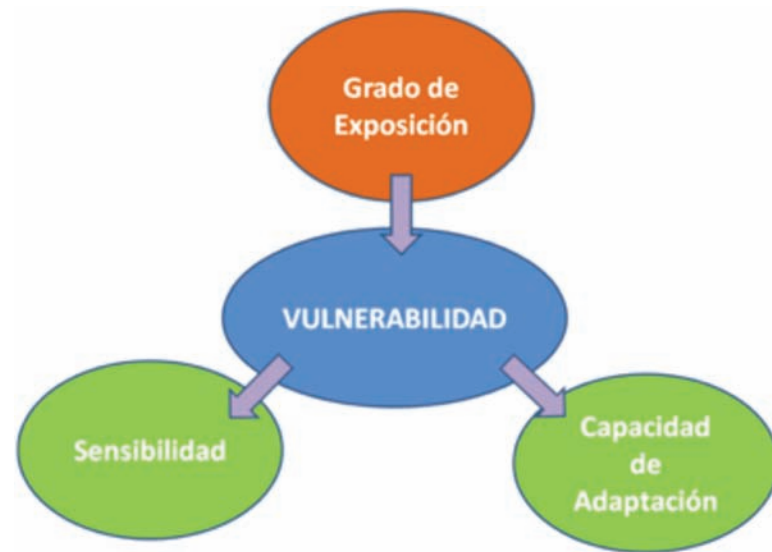 Grado de
Exposición
VULNERABILIDAD
Sensibilidad
Capacidad
de
Adaptación